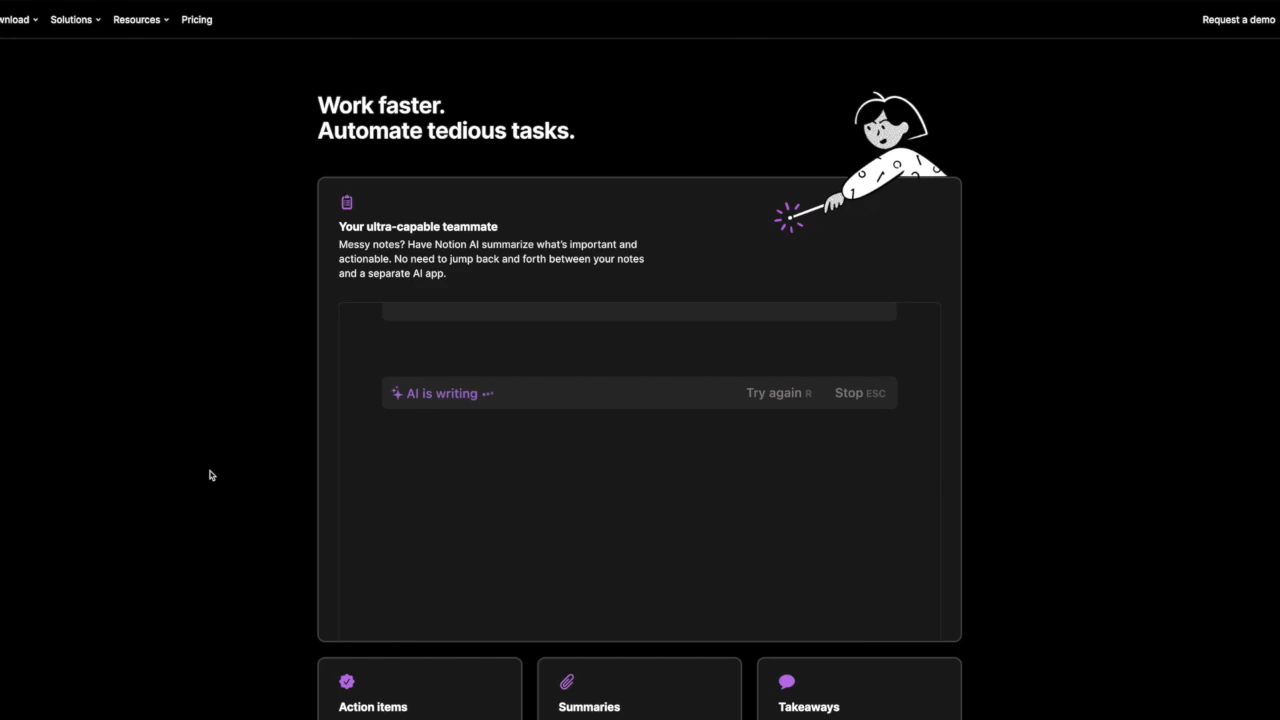 Solutions
Resources
Pricing
Request a demo
Work faster.
Automate tedious tasks.
Your ultra-capable teammate
Messy notes? Have Notion AI summarize what's important and
actionable. No need to jump back and forth between your notes
and a separate AI app.
AI is writing
Try again R
Stop ESC
Action items
Summaries
Takeaways